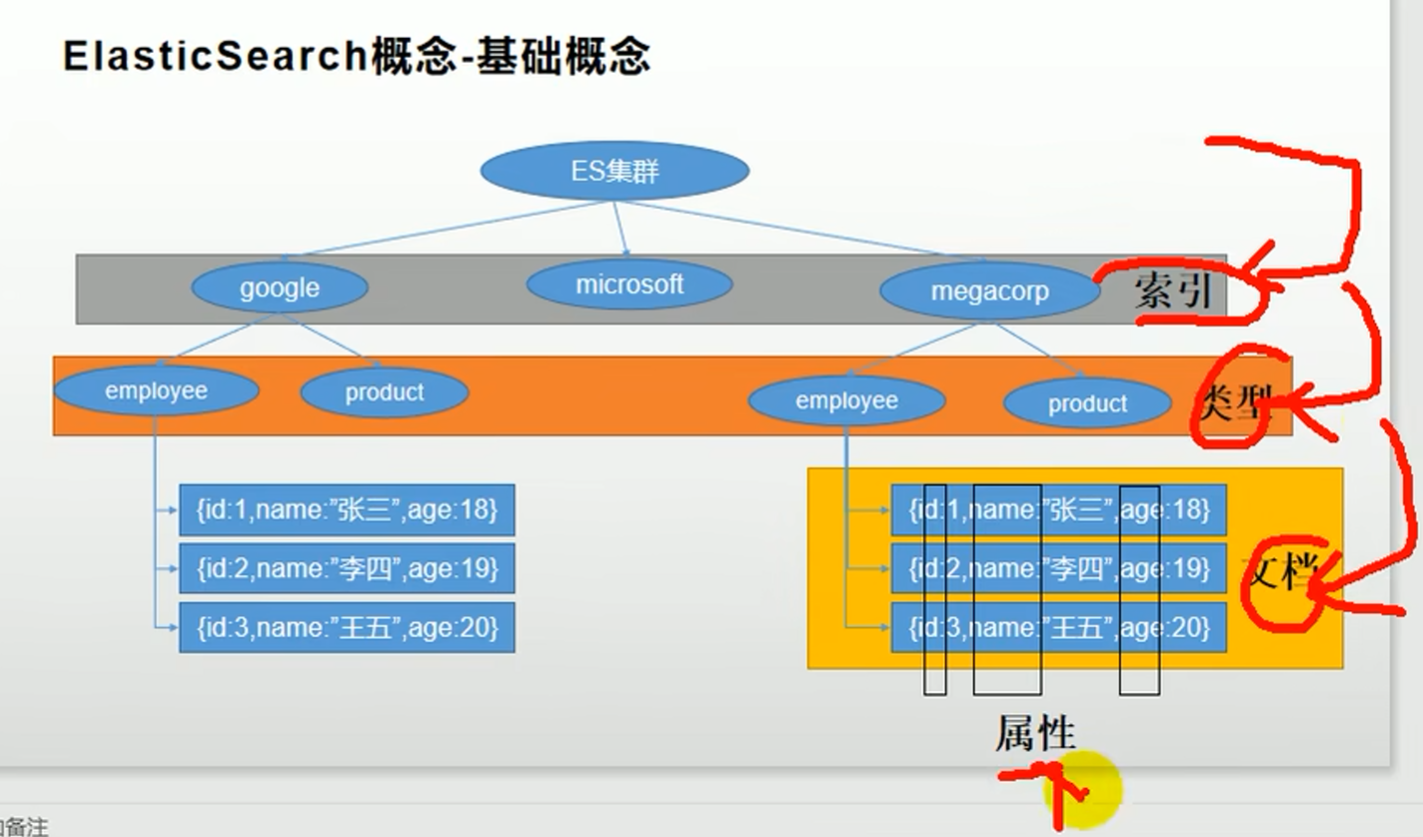 ElasticSearch概念-基础概念
ES集群
google
microsoft
megacorp
索引
employee
product
employee
product
类型
{id:1,name:”张三”,age:18}
{id:2,name:”李四”,age:19}
{id:3,name:”王五”,age:20}
{id:1,name:”张三”,age:18}
{id:2,name:”李四”,age:19}
{id:3,name:”王五”,age:20}
文档
属性
备注